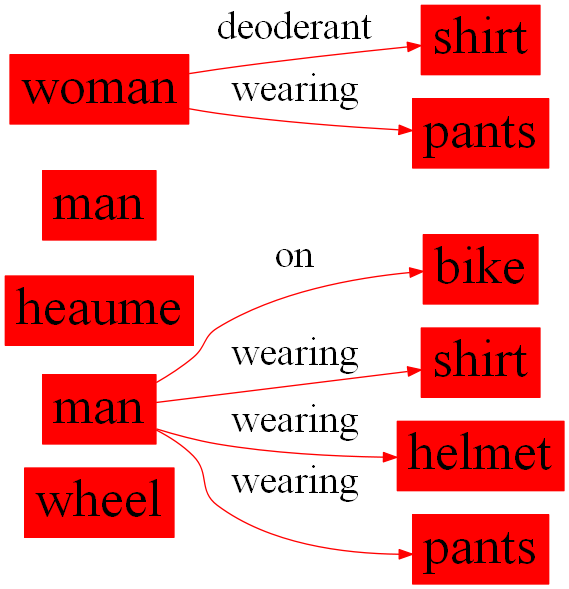 deoderant
shirt
woman
wearing
pants
man
on
bike
heaume
wearing
shirt
man
wearing
helmet
wheel
wearing
pants